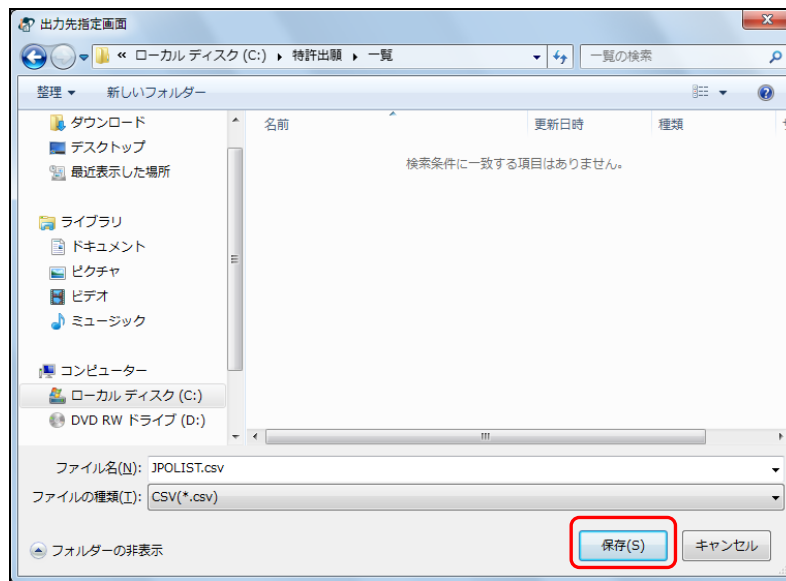 出力先指定画面
« ローカル ディスク (C:) ▸ 特許出願 ▸ 一覧
一覧の検索
整理 ▼ 新しいフォルダー
名前 更新日時 種類
検索条件に一致する項目はありません。
ダウンロード
デスクトップ
最近表示した場所
ライブラリ
ドキュメント
ピクチャ
ビデオ
ミュージック
コンピューター
ローカル ディスク (C:)
DVD RW ドライブ (D:)
ファイル名(N): JPOLIST.csv
ファイルの種類(T): CSV(*.csv)
フォルダーの非表示
保存(S) キャンセル